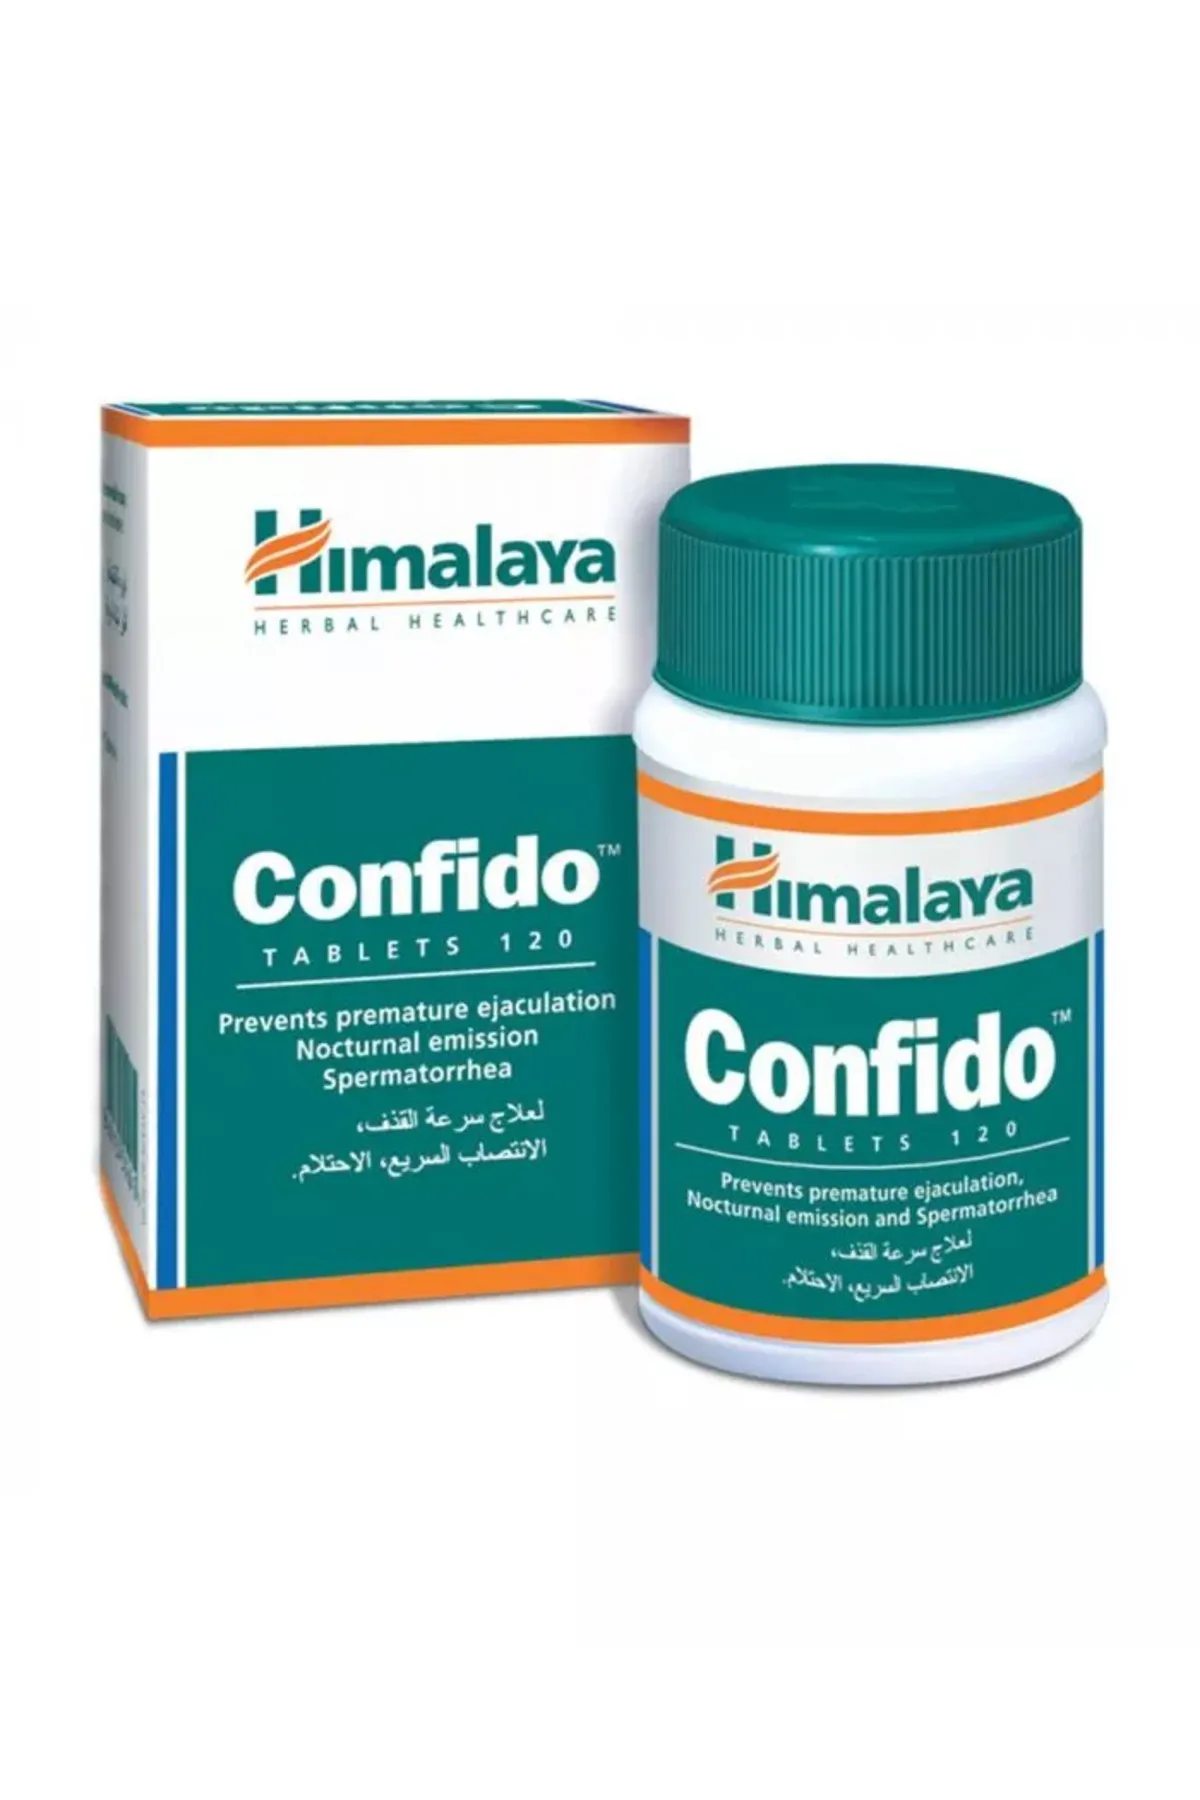 Himalaya
HERBAL HEALTHCARE
Confido™
TABLETS 120
Prevents premature ejaculation
Nocturnal emission
Spermatorrhea
لعلاج سرعة القذف،
الانتصاب السريع، الاحتلام.
Himalaya
HERBAL HEALTHCARE
Confido™
TABLETS 120
Prevents premature ejaculation,
Nocturnal emission and Spermatorrhea
لعلاج سرعة القذف،
الانتصاب السريع، الاحتلام.